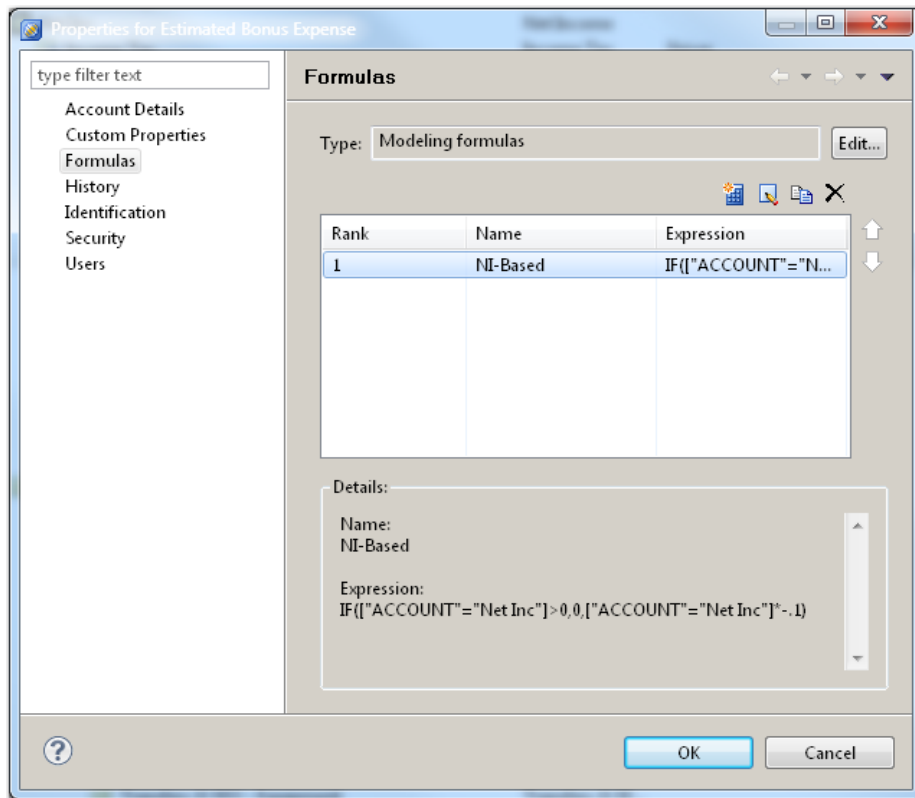 Properties for Estimated Bonus Expense
type filter text
Account Details
Custom Properties
Formulas
History
Identification
Security
Users
Formulas
Type: Modeling formulas Edit...
Rank Name Expression
1 NI-Based IF(["ACCOUNT"="N...
Details:
Name:
NI-Based
Expression:
IF(["ACCOUNT"="Net Inc"]>0,0,["ACCOUNT"="Net Inc"]*-.1)
? OK Cancel